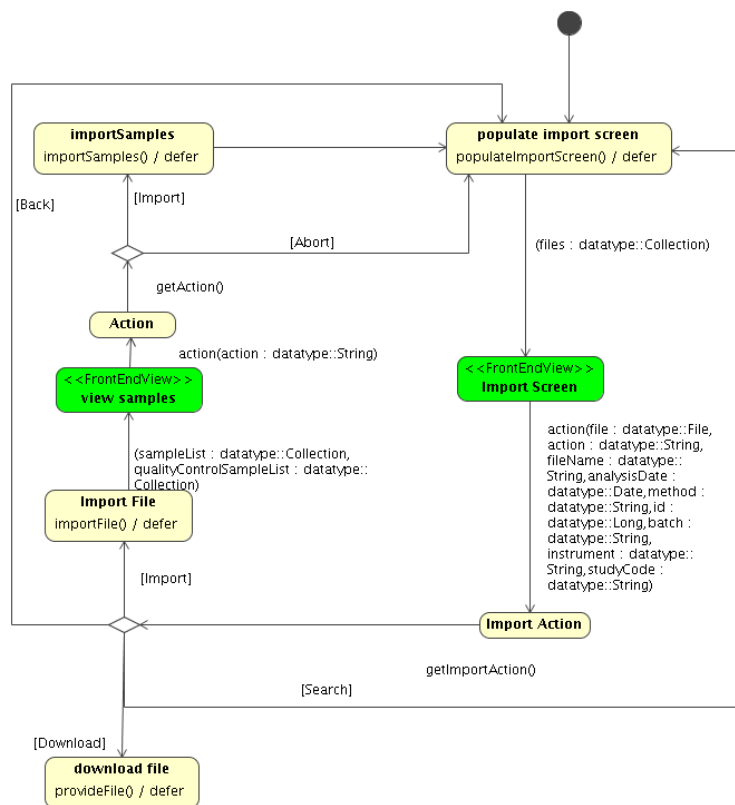 importSamples
importSamples() / defer
populate import screen
populateImportScreen() / defer
[Back]
[Import]
[Abort]
(files : datatype::Collection)
getAction()
Action
action(action : datatype::String)
<<FrontEndView>>
view samples
<<FrontEndView>>
Import Screen
action(file : datatype::File,
action : datatype::String,
fileName : datatype::
String,analysisDate :
datatype::Date,method :
datatype::String,id :
datatype::Long,batch :
datatype::String,
instrument : datatype::
String,studyCode :
datatype::String)
(sampleList : datatype::Collection,
qualityControlSampleList : datatype::
Collection)
Import File
importFile() / defer
[Import]
Import Action
getImportAction()
[Search]
[Download]
download file
provideFile() / defer